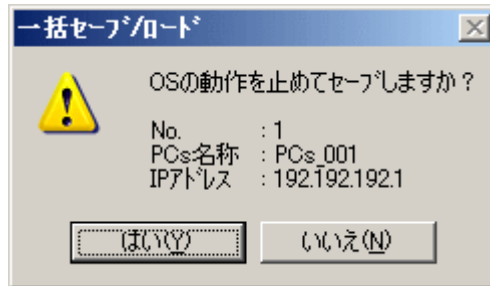 一括ｾｰﾌﾞ/ﾛｰﾄﾞ
OSの動作を止めてｾｰﾌﾞしますか？
No. : 1
PCs名称 : PCs_001
IPｱﾄﾞﾚｽ : 192.192.192.1
はい(Y)
いいえ(N)